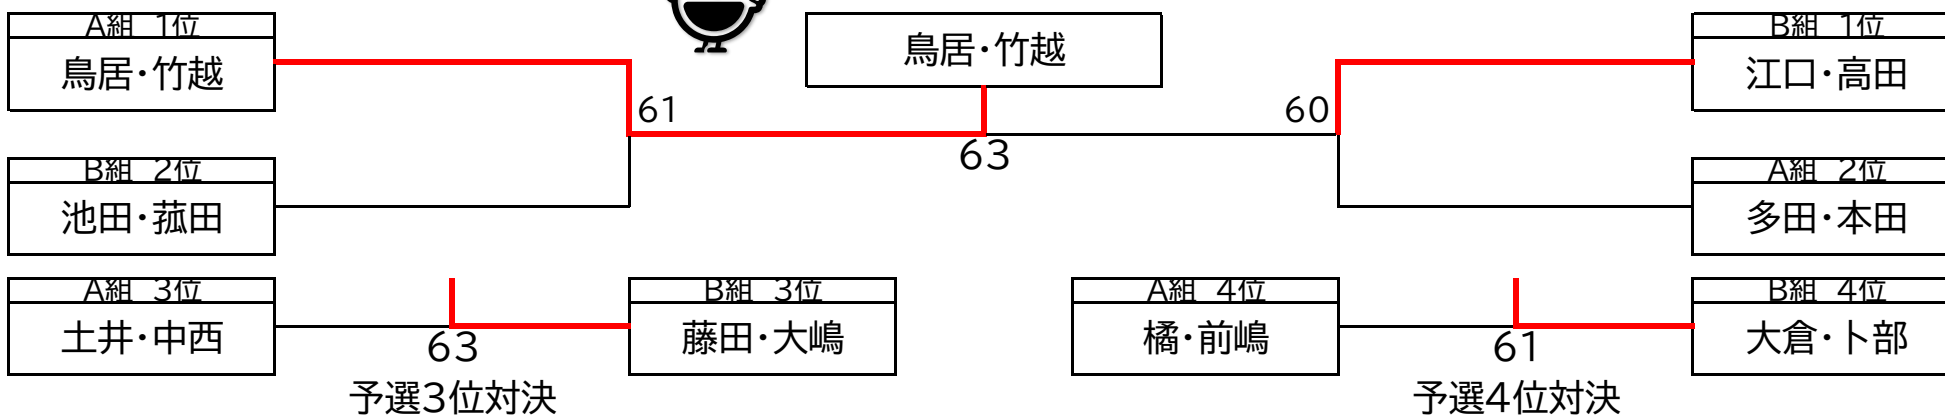 A組 1位
鳥居・竹越
B組 2位
池田・菰田
61
鳥居・竹越
63
60
B組 1位
江口・高田
A組 2位
多田・本田
A組 3位
土井・中西
63
予選3位対決
B組 3位
藤田・大嶋
A組 4位
橘・前嶋
61
予選4位対決
B組 4位
大倉・卜部